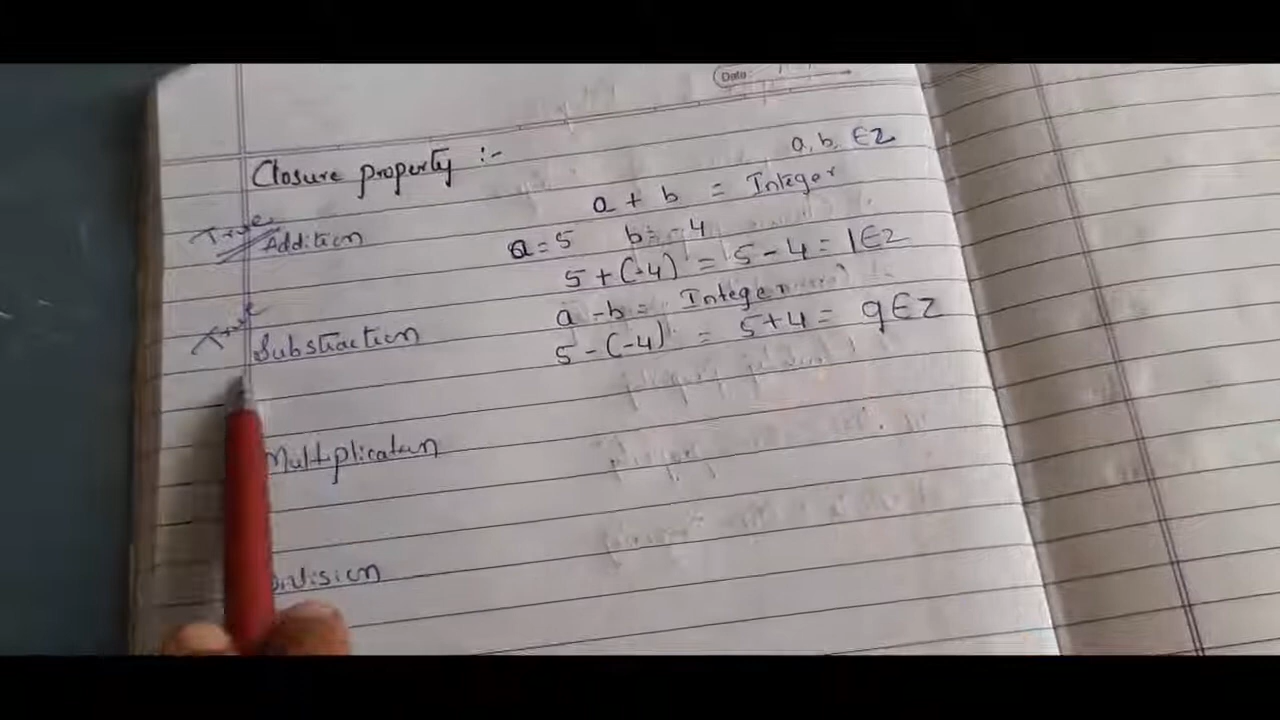 Date
Closure property :-
a, b, ∈Z
a + b = Integer
True
Addition
a = 5 b = -4
5 + (-4) = 5 - 4 = 1∈Z
a - b = Integer
True
Substraction
5 - (-4) = 5+4 = 9∈Z
Multiplication
Division